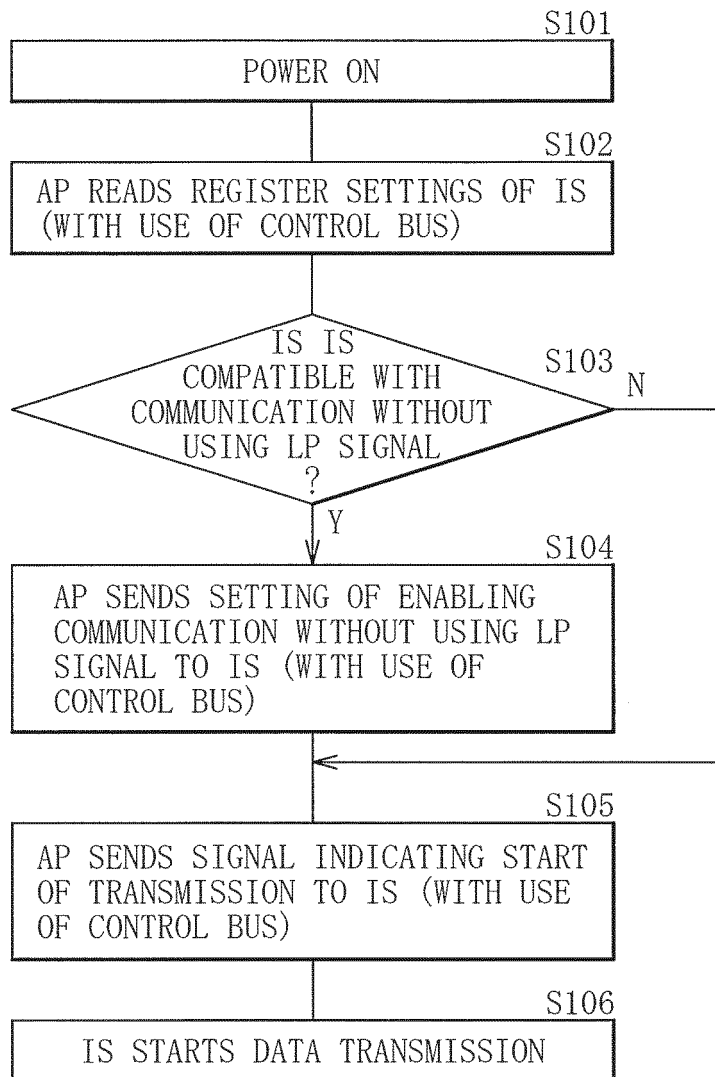 S101
POWER ON
S102
AP READS REGISTER SETTINGS OF IS
(WITH USE OF CONTROL BUS)
S103
IS IS
COMPATIBLE WITH
COMMUNICATION WITHOUT
USING LP SIGNAL
?
N
Y
S104
AP SENDS SETTING OF ENABLING
COMMUNICATION WITHOUT USING LP
SIGNAL TO IS (WITH USE OF
CONTROL BUS)
S105
AP SENDS SIGNAL INDICATING START
OF TRANSMISSION TO IS (WITH USE
OF CONTROL BUS)
S106
IS STARTS DATA TRANSMISSION